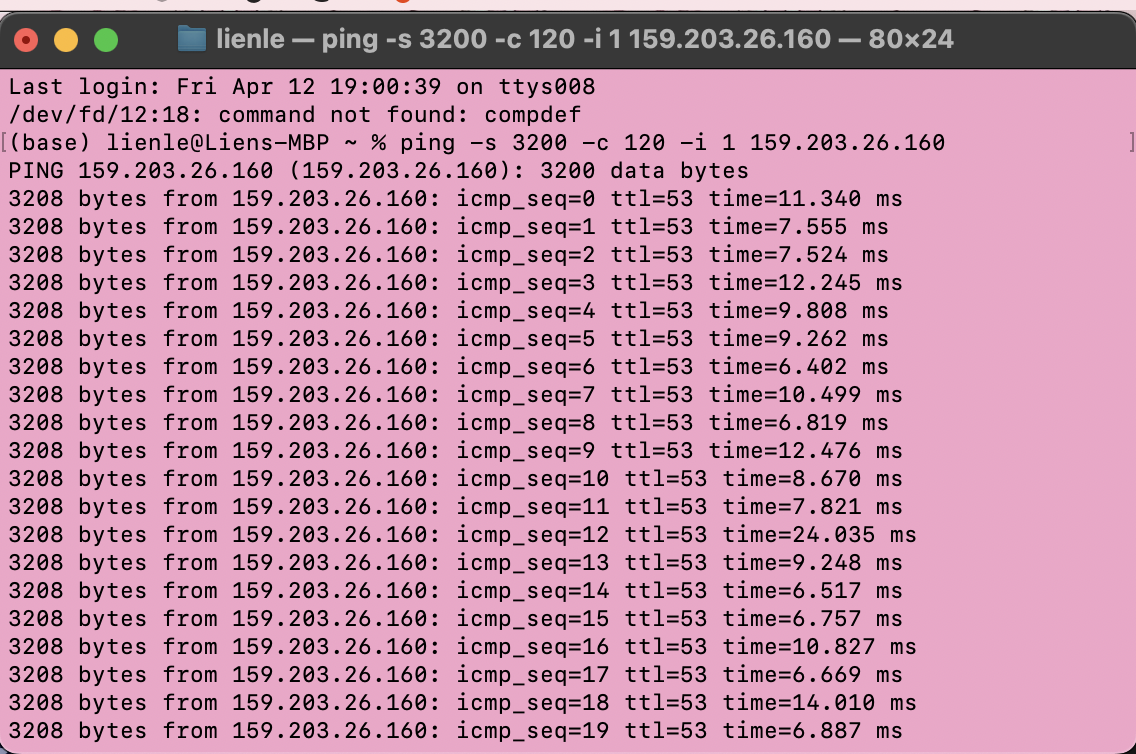 lienle — ping -s 3200 -c 120 -i 1 159.203.26.160 — 80×24
Last login: Fri Apr 12 19:00:39 on ttys008
/dev/fd/12:18: command not found: compdef
[(base) lienle@Liens-MBP ~ % ping -s 3200 -c 120 -i 1 159.203.26.160 ]
PING 159.203.26.160 (159.203.26.160): 3200 data bytes
3208 bytes from 159.203.26.160: icmp_seq=0 ttl=53 time=11.340 ms
3208 bytes from 159.203.26.160: icmp_seq=1 ttl=53 time=7.555 ms
3208 bytes from 159.203.26.160: icmp_seq=2 ttl=53 time=7.524 ms
3208 bytes from 159.203.26.160: icmp_seq=3 ttl=53 time=12.245 ms
3208 bytes from 159.203.26.160: icmp_seq=4 ttl=53 time=9.808 ms
3208 bytes from 159.203.26.160: icmp_seq=5 ttl=53 time=9.262 ms
3208 bytes from 159.203.26.160: icmp_seq=6 ttl=53 time=6.402 ms
3208 bytes from 159.203.26.160: icmp_seq=7 ttl=53 time=10.499 ms
3208 bytes from 159.203.26.160: icmp_seq=8 ttl=53 time=6.819 ms
3208 bytes from 159.203.26.160: icmp_seq=9 ttl=53 time=12.476 ms
3208 bytes from 159.203.26.160: icmp_seq=10 ttl=53 time=8.670 ms
3208 bytes from 159.203.26.160: icmp_seq=11 ttl=53 time=7.821 ms
3208 bytes from 159.203.26.160: icmp_seq=12 ttl=53 time=24.035 ms
3208 bytes from 159.203.26.160: icmp_seq=13 ttl=53 time=9.248 ms
3208 bytes from 159.203.26.160: icmp_seq=14 ttl=53 time=6.517 ms
3208 bytes from 159.203.26.160: icmp_seq=15 ttl=53 time=6.757 ms
3208 bytes from 159.203.26.160: icmp_seq=16 ttl=53 time=10.827 ms
3208 bytes from 159.203.26.160: icmp_seq=17 ttl=53 time=6.669 ms
3208 bytes from 159.203.26.160: icmp_seq=18 ttl=53 time=14.010 ms
3208 bytes from 159.203.26.160: icmp_seq=19 ttl=53 time=6.887 ms